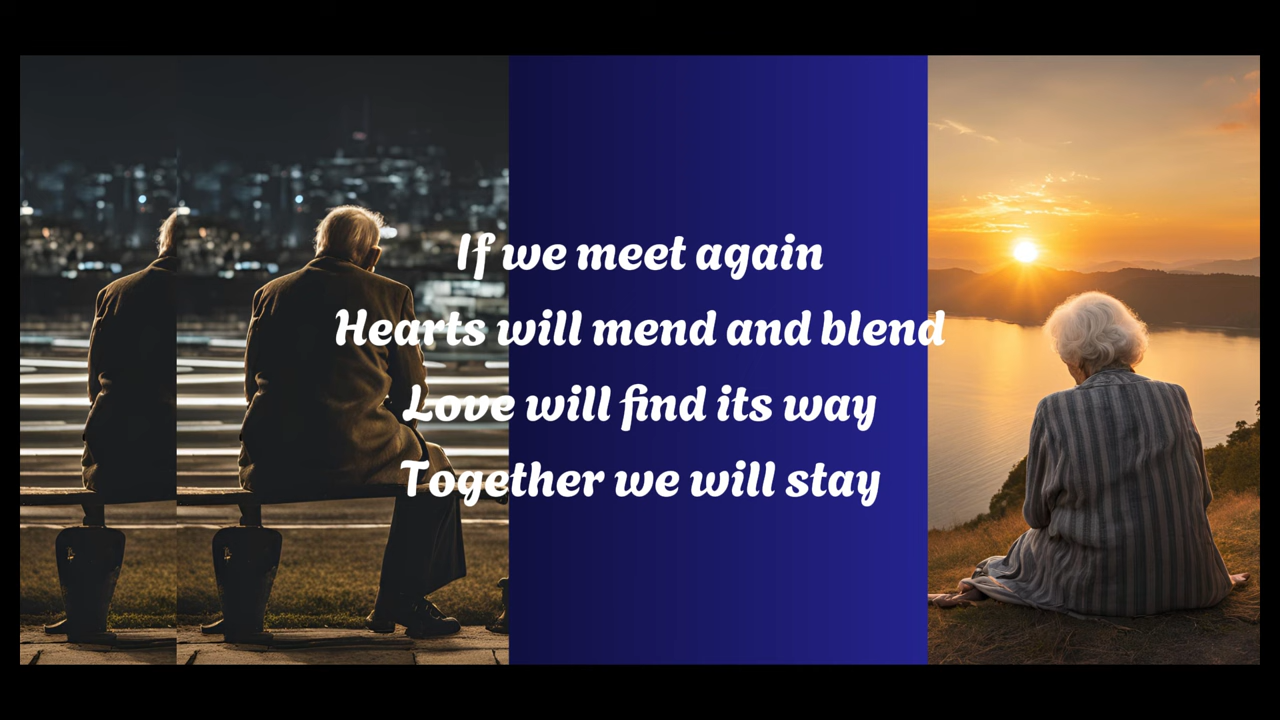 If we meet again
Hearts will mend and blend
Love will find its way
Together we will stay